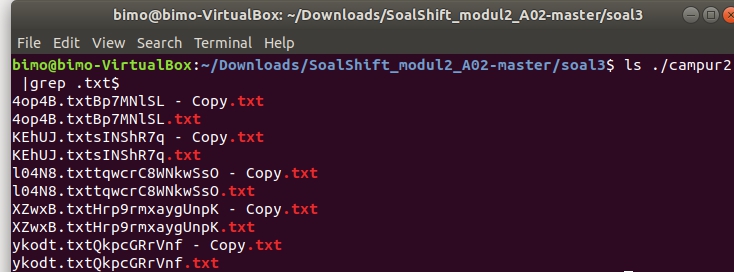 bimo@bimo-VirtualBox: ~/Downloads/SoalShift_modul2_A02-master/soal3
File Edit View Search Terminal Help
bimo@bimo-VirtualBox:~/Downloads/SoalShift_modul2_A02-master/soal3$ ls ./campur2
 |grep .txt$
4op4B.txtBp7MNlSL - Copy.txt
4op4B.txtBp7MNlSL.txt
KEhUJ.txtsINShR7q - Copy.txt
KEhUJ.txtsINShR7q.txt
l04N8.txttqwcrC8WNkwSsO - Copy.txt
l04N8.txttqwcrC8WNkwSsO.txt
XZwxB.txtHrp9rmxaygUnpK - Copy.txt
XZwxB.txtHrp9rmxaygUnpK.txt
ykodt.txtQkpcGRrVnf - Copy.txt
ykodt.txtQkpcGRrVnf.txt